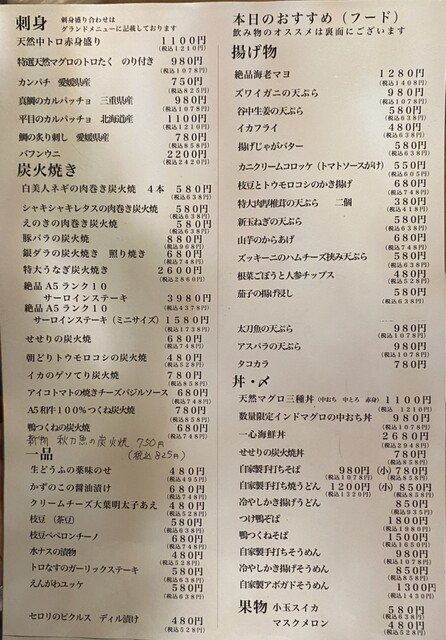 刺身 刺身盛り合わせは
グランドメニューに記載しております
天然中トロ赤身盛り 1100円
(税込1210円)
特選天然マグロのトロたく のり付き 980円
(税込1078円)
カンパチ 愛媛県産 750円
(税込825円)
真鯛のカルパッチョ 三重県産 980円
(税込1078円)
平目のカルパッチョ 北海道産 1100円
(税込1210円)
鯛の炙り刺し 愛媛県産 780円
(税込858円)
バフンウニ 2200円
(税込2420円)
炭火焼き
白美人ネギの肉巻き炭火焼 4本 580円
(税込638円)
シャキシャキレタスの肉巻き炭火焼 580円
(税込638円)
えのきの肉巻き炭火焼 580円
(税込638円)
豚バラの炭火焼 880円
銀ダラの炭火焼き 照り焼き 680円
(税込748円)
特大うなぎ炭火焼き 2600円
(税込2860円)
絶品A5ランク10
サーロインステーキ 3980円
(税込4378円)
絶品A5ランク10
サーロインステーキ(ミニサイズ) 1580円
(税込1738円)
せせりの炭火焼 680円
(税込748円)
朝どりトウモロコシの炭火焼 480円
(税込528円)
イカのゲソて炭火焼 780円
(税込858円)
アイコトマトの焼きチーズバジルソース 680円
(税込748円)
A5和牛100%つくね炭火焼 780円
(税込858円)
鴨つくねの炭火焼 680円
(税込748円)
新物 秋刀魚の炭火焼 750円
(税込825円)
一品
生どうふの薬味のせ 480円
(税込495円)
かずのこの醤油漬け 680円
(税込748円)
クリームチーズ大葉明太子あえ 480円
(税込528円)
枝豆(茶豆) 580円
(税込638円)
枝豆ペペロンチーノ 680円
(税込748円)
水ナスの漬物 480円
(税込528円)
トロなすのガーリックステーキ 580円
(税込638円)
えんがわユッケ 580円
(税込638円)
セロリのピクルス ディル漬け 480円
(税込528円)
本日のおすすめ(フード)
飲み物のオススメは裏面にございます
揚げ物
絶品海老マヨ 1280円
(税込1408円)
ズワイガニの天ぷら 980円
(税込1078円)
谷中生姜の天ぷら 580円
(税込638円)
イカフライ 480円
(税込638円)
揚げじゃがバター 580円
(税込638円)
カニクリームコロッケ(トマトソースがけ) 550円
(税込605円)
枝豆とトウモロコシのかき揚げ 680円
(税込748円)
特大肉厚椎茸の天ぷら 二個 380円
(税込418円)
新玉ねぎの天ぷら 580円
(税込638円)
山芋のからあげ 680円
(税込748円)
ズッキーニのハムチーズ挟み天ぷら 580円
(税込638円)
根菜ごぼうと人参チップス 480円
(税込528円)
茄子の揚げ浸し 580円
(税込638円)
太刀魚の天ぷら 980円
(税込1078円)
アスパラの天ぷら 980円
(税込1078円)
タコカラ 780円
(税込858円)
丼・〆
天然マグロ三種丼(中おち 中とろ 赤身) 1100円
(税込1210円)
数量限定インドマグロの中おち丼 980円
(税込1078円)
一心海鮮丼 2680円
(税込2948円)
せせりの炭火焼丼 780円
(税込858円)
自家製手打ちそば 980円 (小)780円
(税込1078円) (税込858円)
自家製手打ち焼うどん 1200円 (小)850円
(税込1320円)
冷やしかき揚げうどん 850円
(税込935円)
つけ鴨そば 1800円
(税込1980円)
鴨つくねそば 1500円
(税込1650円)
自家製手打ちそうめん 980円
(税込1078円)
冷やしかき揚げそうめん 850円
自家製アボガドそうめん 1300円
(税込1430円)
果物 小玉スイカ 580円
(税込638円)
マスクメロン 480円
(税込528円)